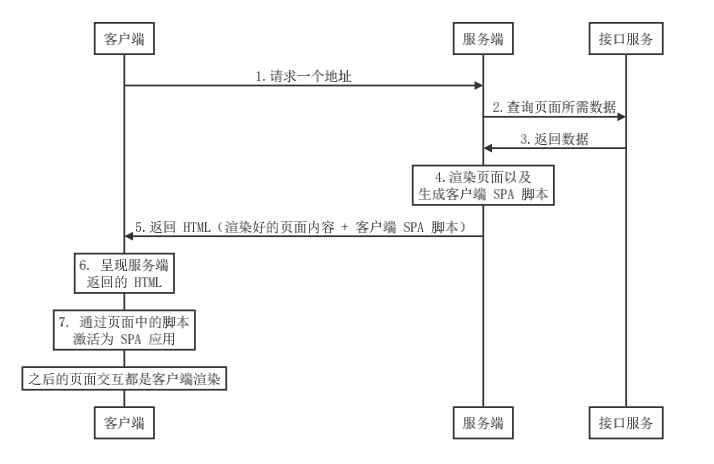 客户端
服务端
接口服务
1.请求一个地址
2.查询页面所需数据
3.返回数据
4.渲染页面以及
生成客户端 SPA 脚本
5.返回 HTML（渲染好的页面内容 + 客户端 SPA 脚本）
6. 呈现服务端
返回的 HTML
7. 通过页面中的脚本
激活为 SPA 应用
之后的页面交互都是客户端渲染
客户端
服务端
接口服务